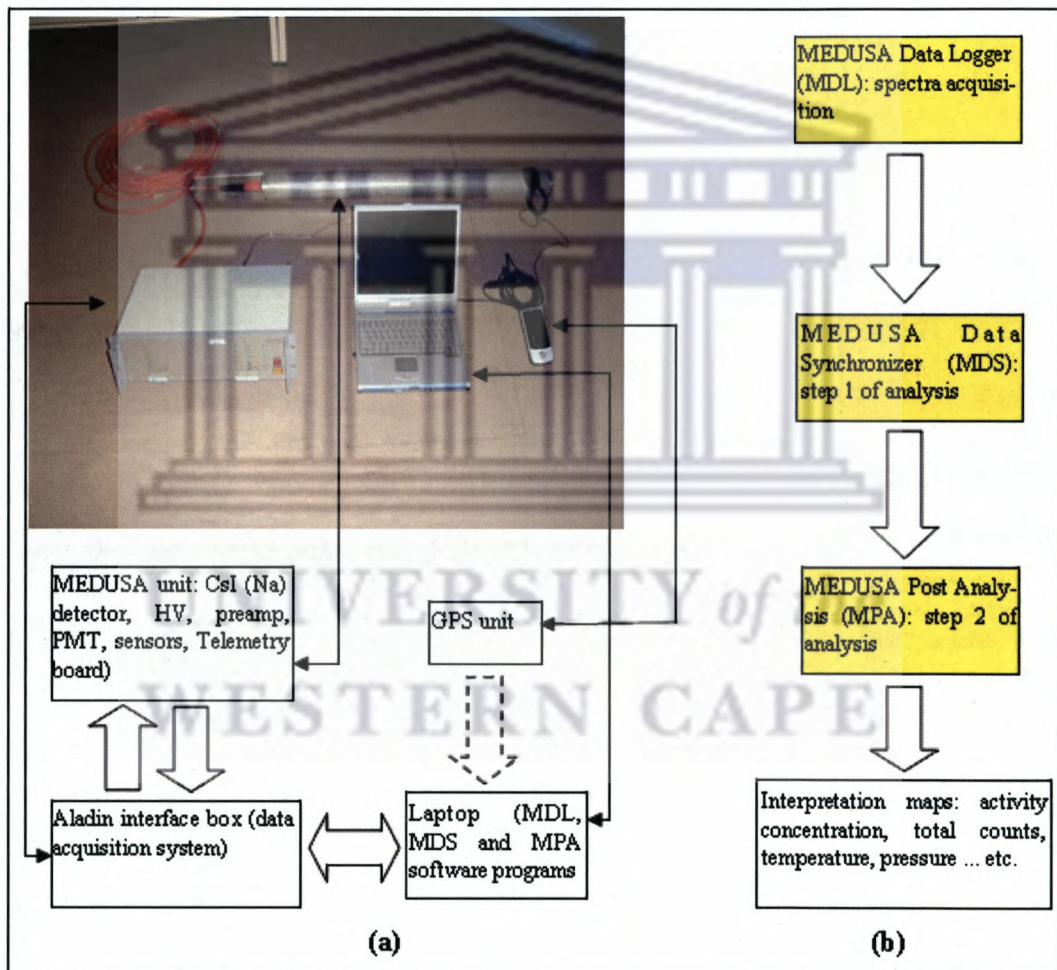 MEDUSA Data Logger
(MDL): spectra acquisi-
tion
MEDUSA Data
Synchronizer (MDS):
step 1 of analysis
MEDUSA Post Analy-
sis (MPA): step 2 of
analysis
Interpretation maps: activity
concentration, total counts,
temperature, pressure ... etc.
MEDUSA unit: CsI (Na)
detector, HV, preamp,
PMT, sensors, Telemetry
board)
GPS unit
Aladin interface box (data
acquisition system)
Laptop (MDL,
MDS and MPA
software programs
(a)
(b)
UNIVERSITY of the
WESTERN CAPE